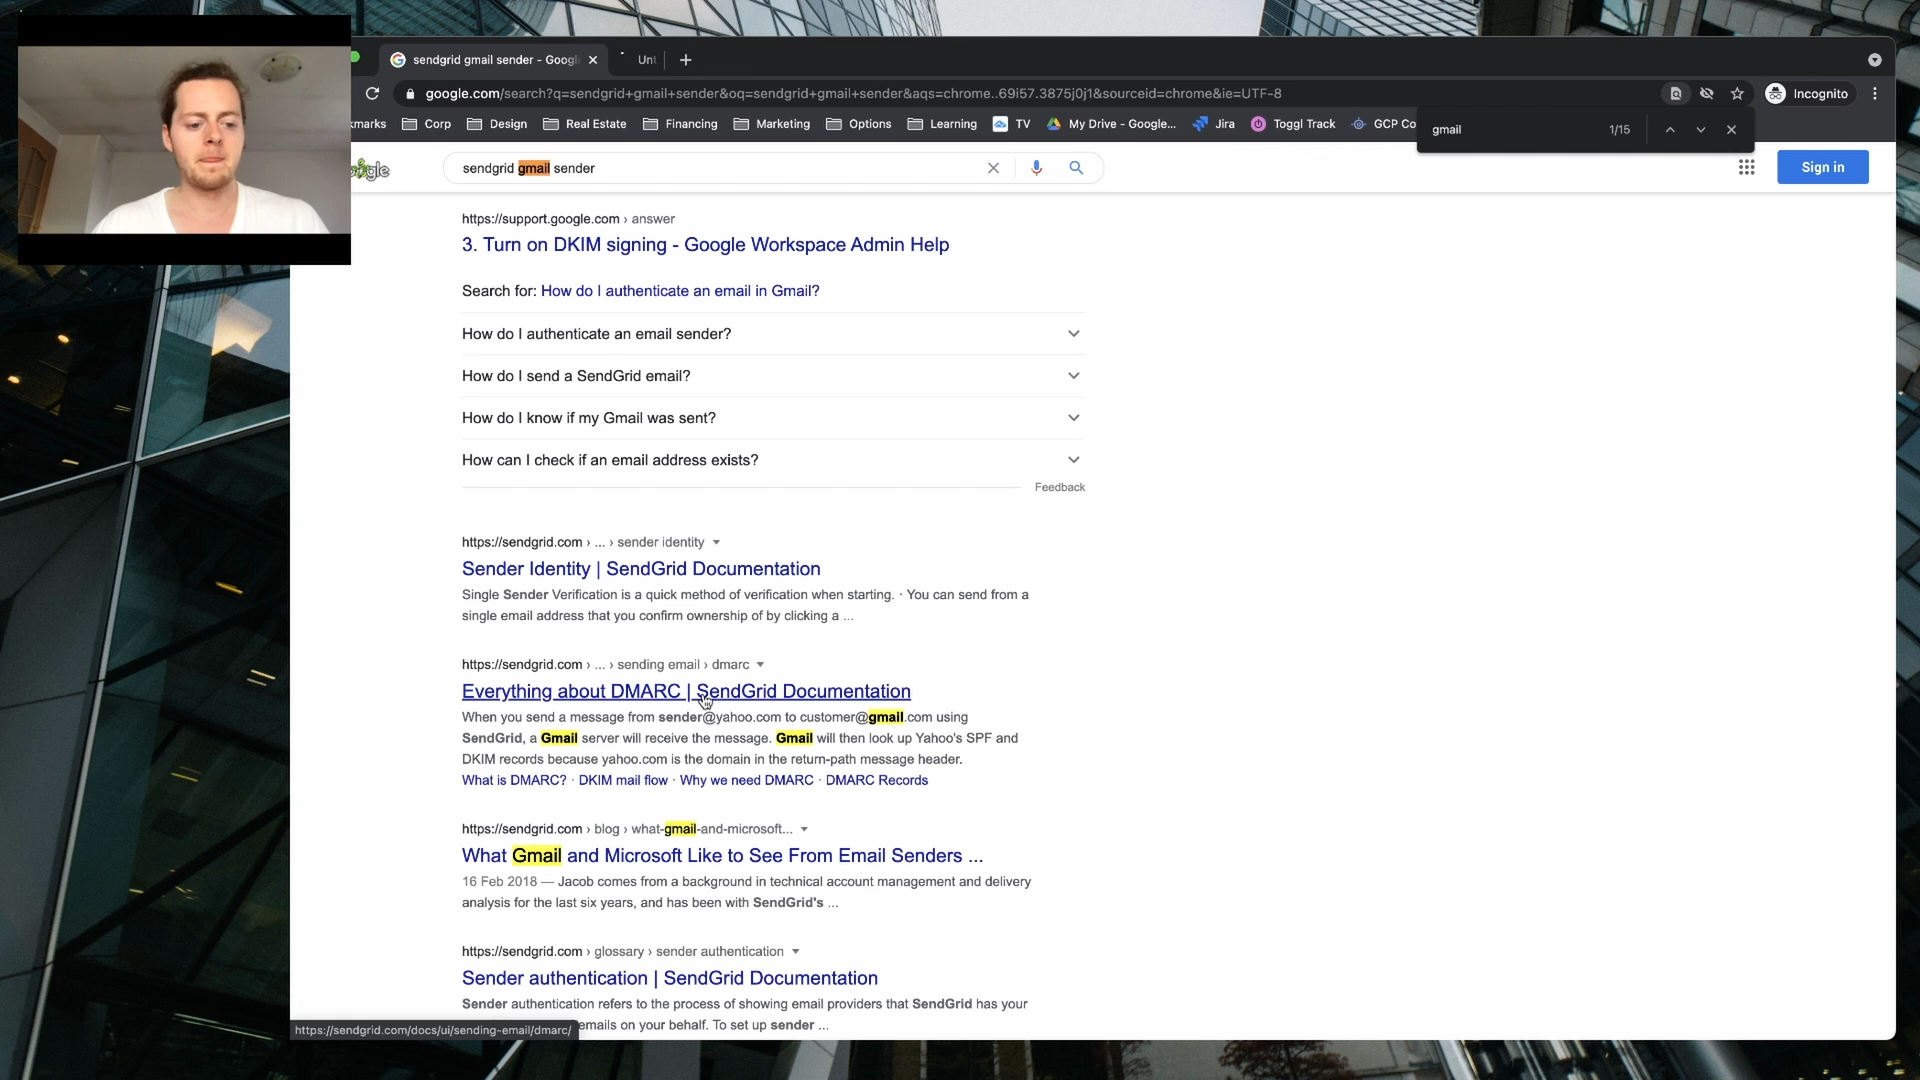 sendgrid gmail sender - Googl
Unt
google.com/search?q=sendgrid+gmail+sender&oq=sendgrid+gmail+sender&aqs=chrome..69i57.3875j0j1&sourceid=chrome&ie=UTF-8
Incognito
kmarks Corp Design Real Estate Financing Marketing Options Learning TV My Drive - Google... Jira Toggl Track GCP Co
gmail 1/15
sendgrid gmail sender
Sign in
https://support.google.com › answer
3. Turn on DKIM signing - Google Workspace Admin Help
Search for: How do I authenticate an email in Gmail?
How do I authenticate an email sender?
How do I send a SendGrid email?
How do I know if my Gmail was sent?
How can I check if an email address exists?
Feedback
https://sendgrid.com › ... › sender identity
Sender Identity | SendGrid Documentation
Single Sender Verification is a quick method of verification when starting. · You can send from a
single email address that you confirm ownership of by clicking a ...
https://sendgrid.com › ... › sending email › dmarc
Everything about DMARC | SendGrid Documentation
When you send a message from sender@yahoo.com to customer@gmail.com using
SendGrid, a Gmail server will receive the message. Gmail will then look up Yahoo's SPF and
DKIM records because yahoo.com is the domain in the return-path message header.
What is DMARC? · DKIM mail flow · Why we need DMARC · DMARC Records
https://sendgrid.com › blog › what-gmail-and-microsoft...
What Gmail and Microsoft Like to See From Email Senders ...
16 Feb 2018 — Jacob comes from a background in technical account management and delivery
analysis for the last six years, and has been with SendGrid's ...
https://sendgrid.com › glossary › sender authentication
Sender authentication | SendGrid Documentation
Sender authentication refers to the process of showing email providers that SendGrid has your
emails on your behalf. To set up sender ...
https://sendgrid.com/docs/ui/sending-email/dmarc/